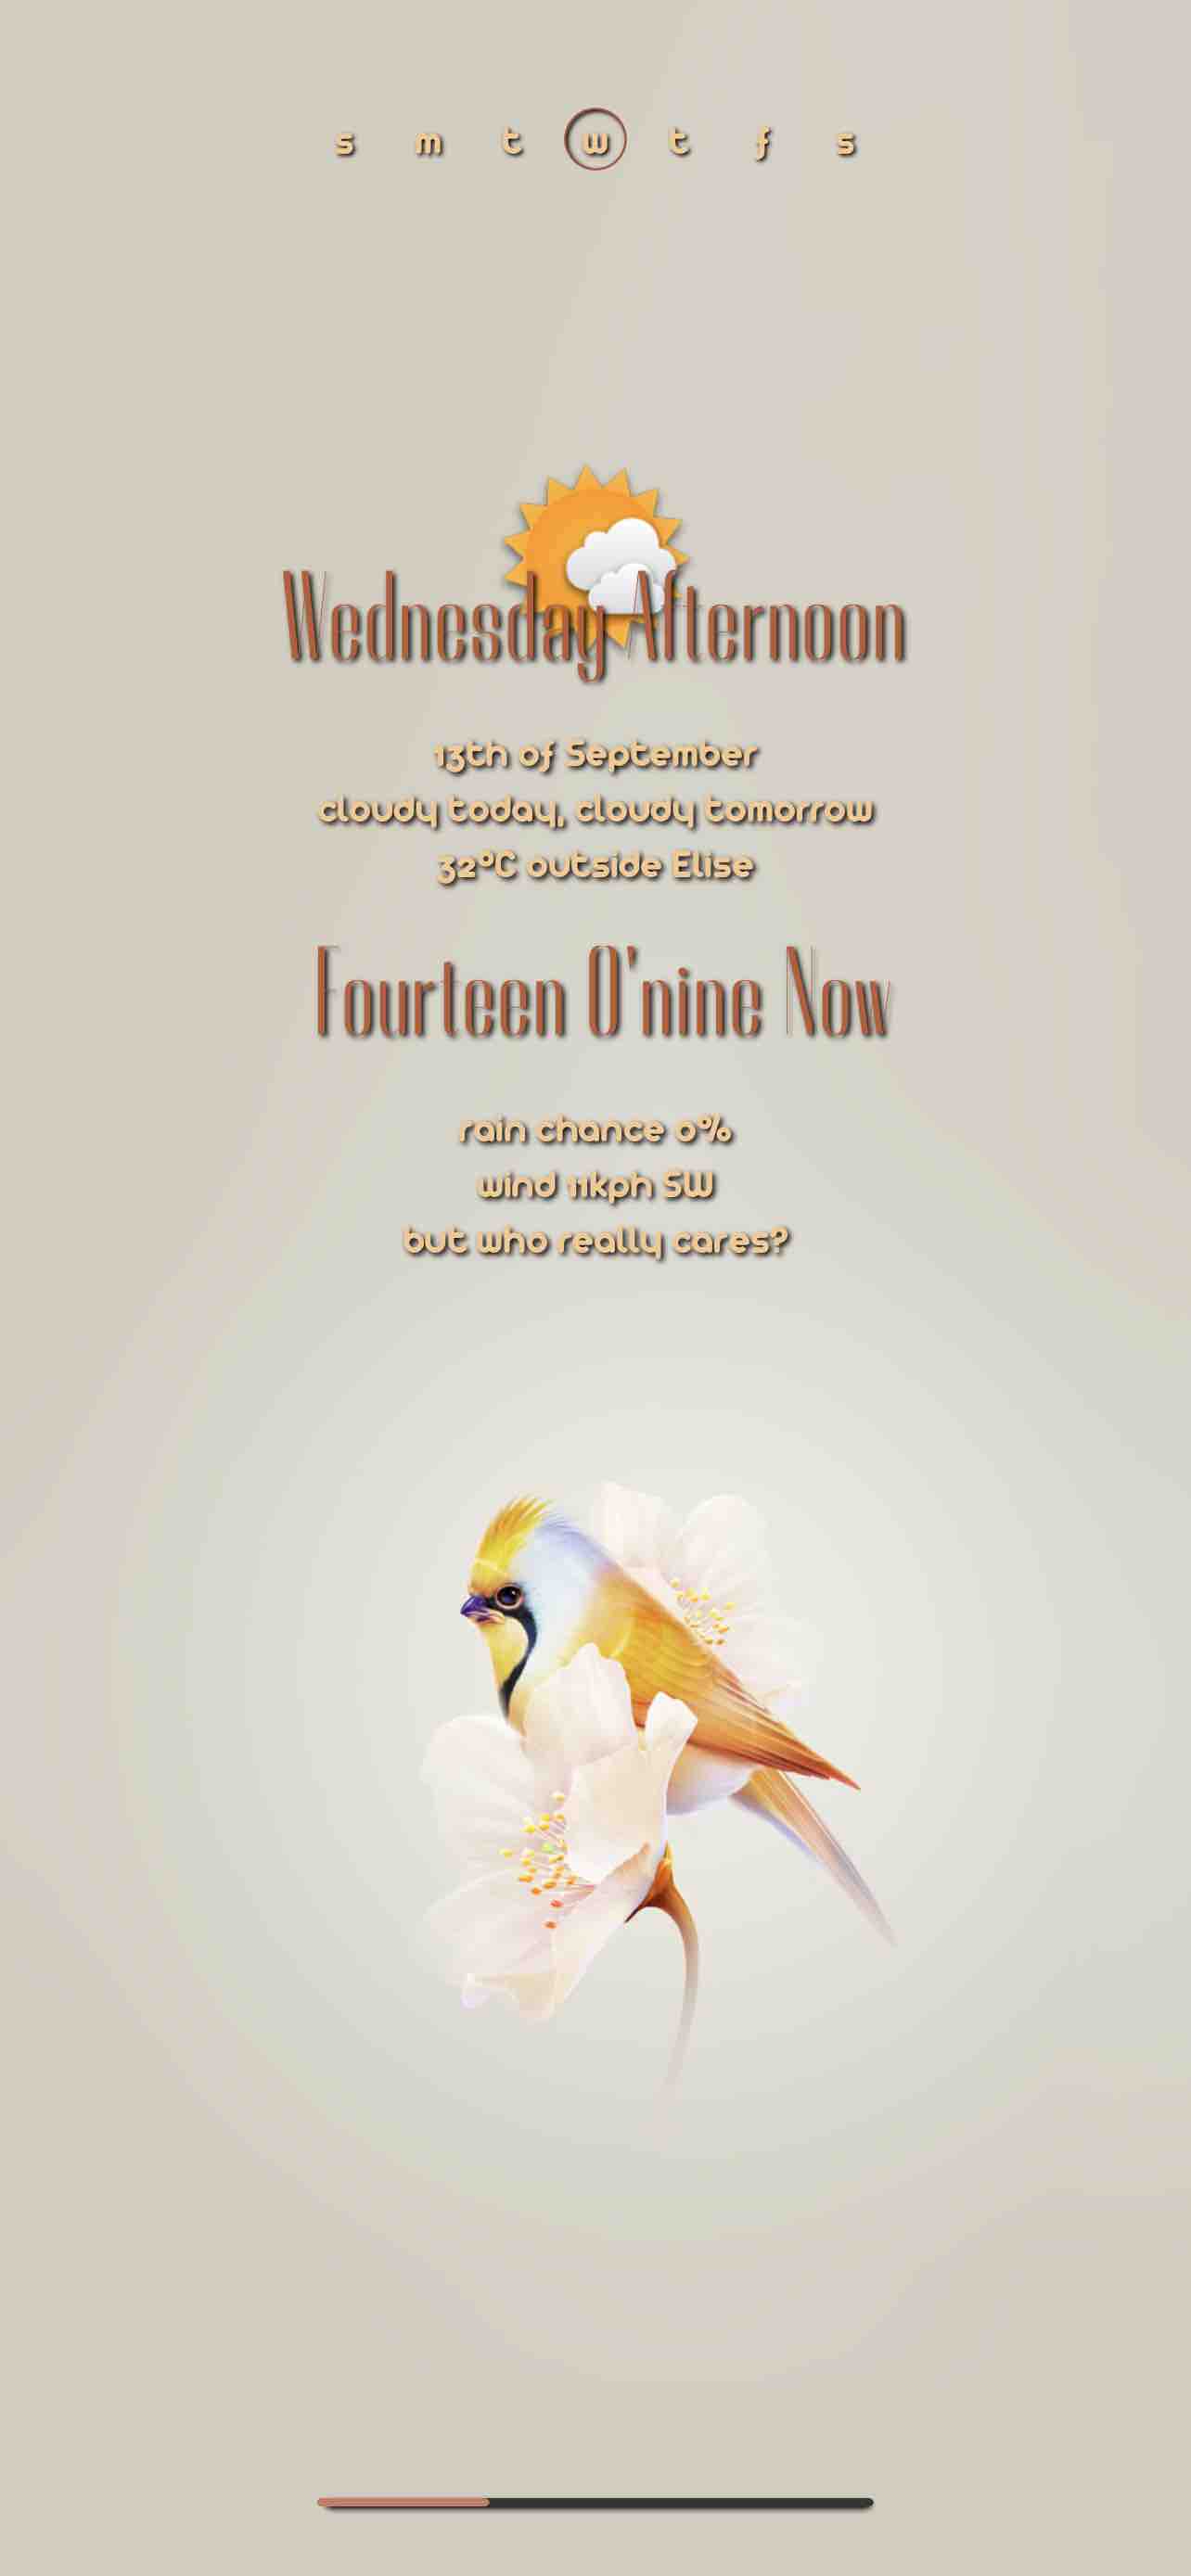 s m t w t f s
Wednesday Afternoon
13th of September
cloudy today, cloudy tomorrow
32°C outside Elise
Fourteen O'nine Now
rain chance 0%
wind 11kph SW
but who really cares?